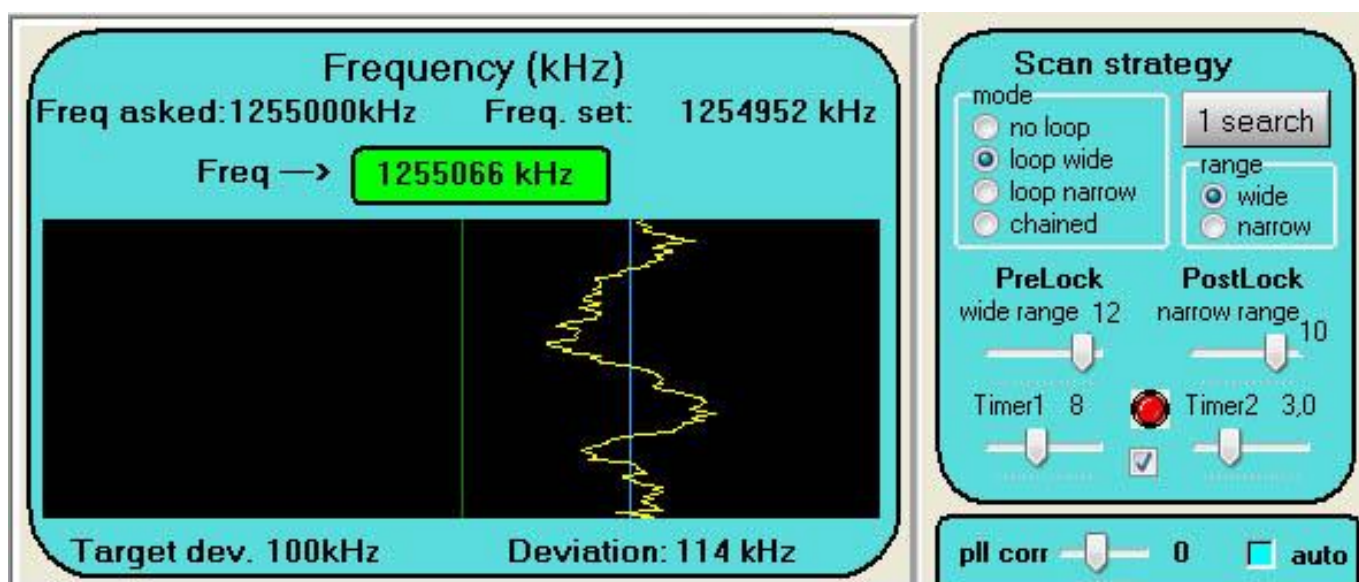 Frequency (kHz)
Freq asked:1255000kHz Freq. set: 1254952 kHz
Freq —> 1255066 kHz
Target dev. 100kHz Deviation: 114 kHz
Scan strategy
mode
no loop
loop wide
loop narrow
chained
1 search
range
wide
narrow
PreLock PostLock
wide range 12 narrow range 10
Timer1 8 Timer2 3,0
pll corr 0 auto